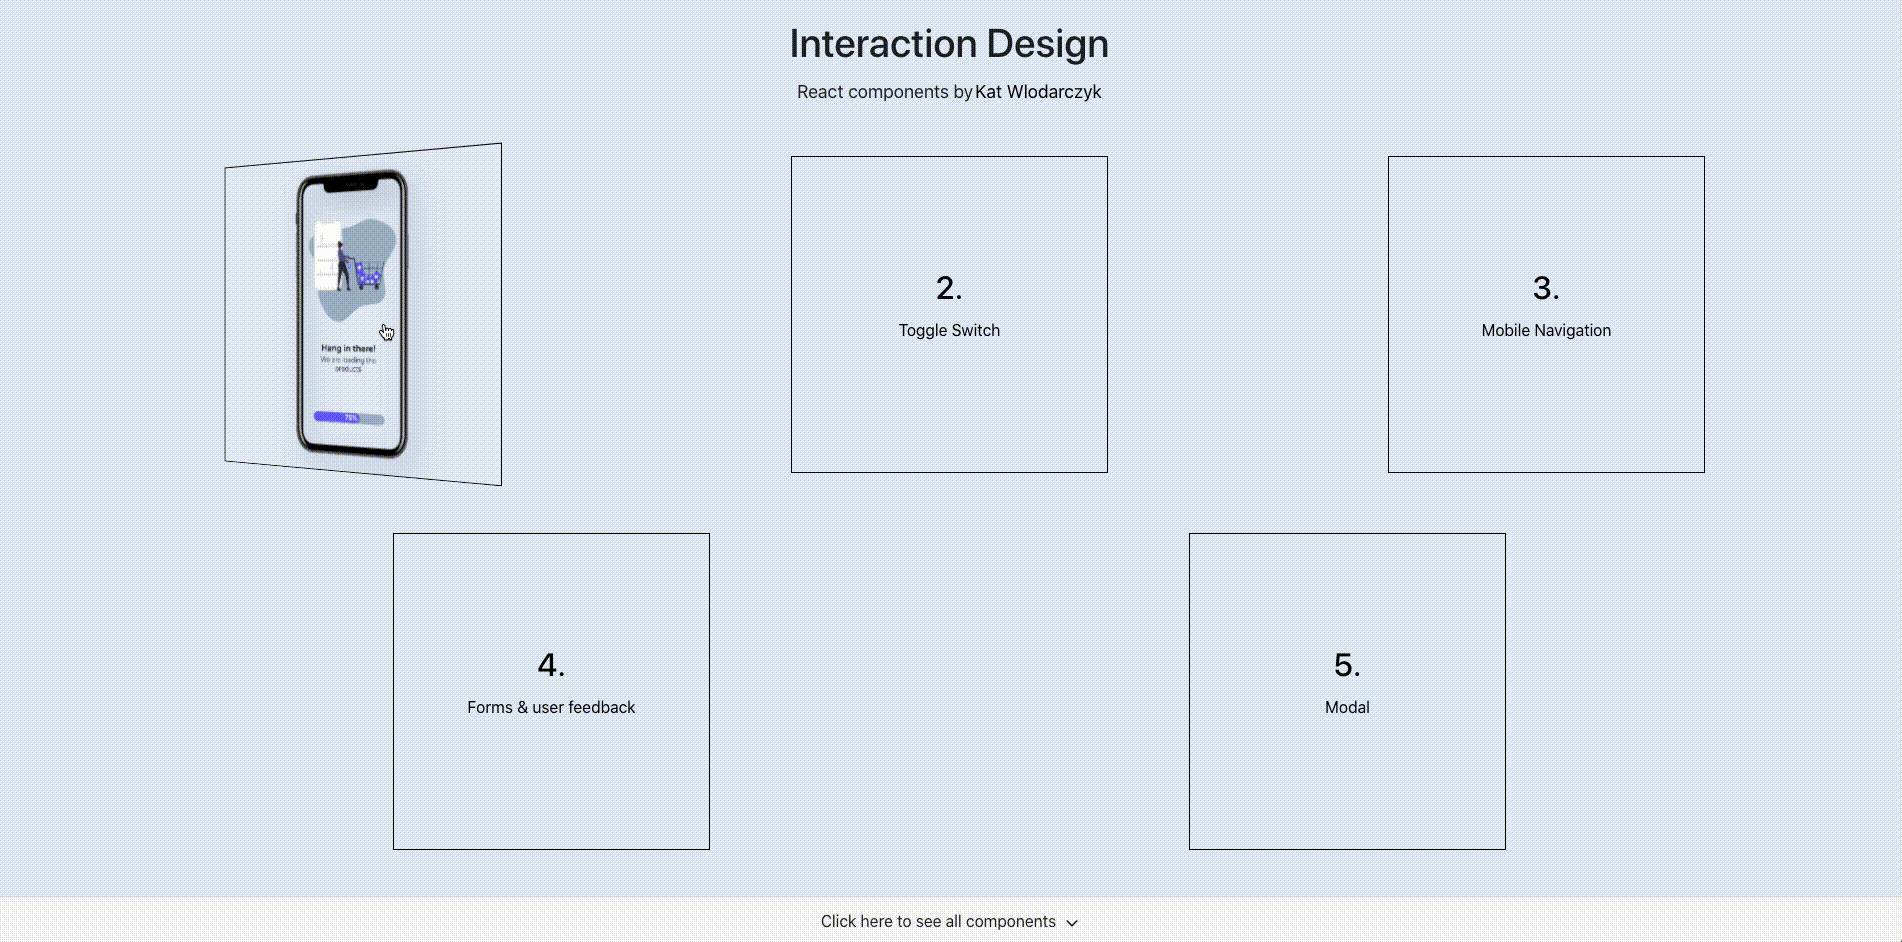 Interaction Design
React components by Kat Wlodarczyk
Hang in there!
We are loading the
products
70%
2.
Toggle Switch
3.
Mobile Navigation
4.
Forms & user feedback
5.
Modal
Click here to see all components